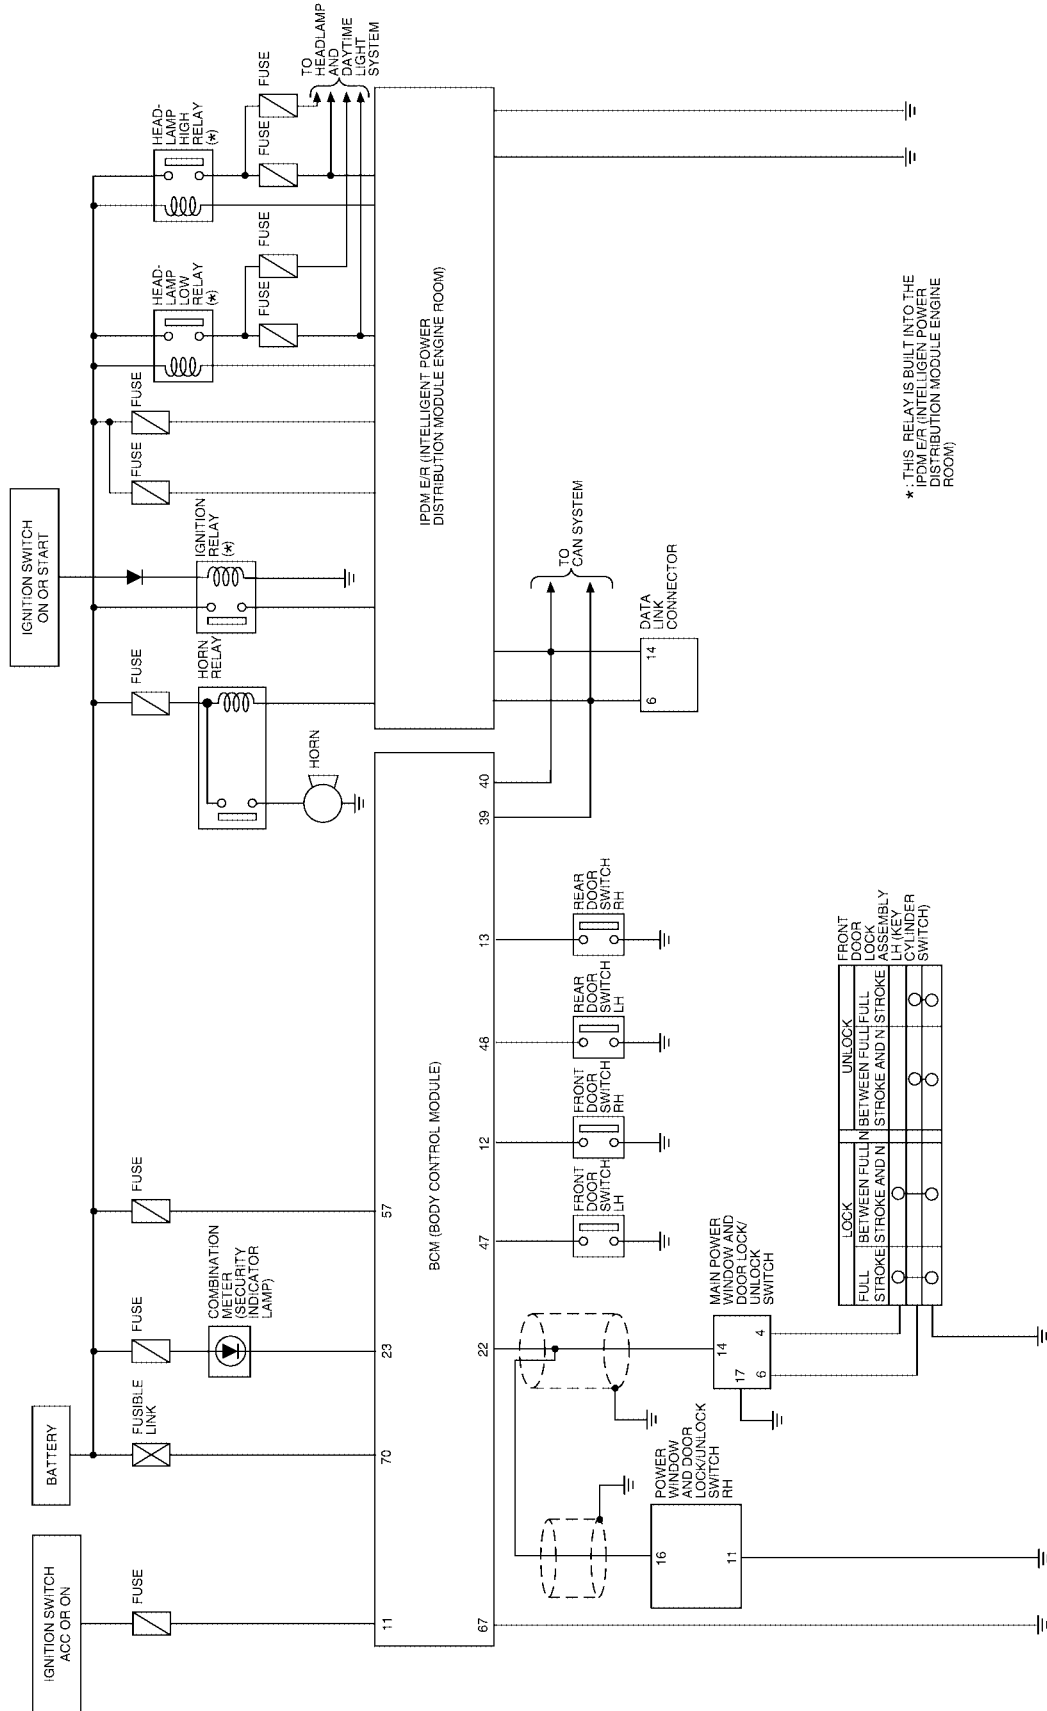 IGNITION SWITCH
ACC OR ON
BATTERY
IGNITION SWITCH
ON OR START
FUSE
FUSIBLE
LINK
FUSE
COMBINATION
METER
(SECURITY
INDICATOR
LAMP)
FUSE
FUSE
HORN
RELAY
HORN
IGNITION
RELAY
(*)
FUSE
FUSE
HEAD-
LAMP
LOW
RELAY
(*)
FUSE
FUSE
HEAD-
LAMP
HIGH
RELAY
(*)
FUSE
FUSE
TO
HEADLAMP
AND
DAYTIME
LIGHT
SYSTEM
11
70
23
57
BCM (BODY CONTROL MODULE)
67
22
47
12
48
13
39
40
IPDM E/R (INTELLIGENT POWER
DISTRIBUTION MODULE ENGINE ROOM)
TO
CAN SYSTEM
DATA
LINK
CONNECTOR
6
14
FRONT
DOOR
SWITCH
LH
FRONT
DOOR
SWITCH
RH
REAR
DOOR
SWITCH
LH
REAR
DOOR
SWITCH
RH
POWER
WINDOW
AND DOOR
LOCK/UNLOCK
SWITCH
RH
16
11
MAIN POWER
WINDOW AND
DOOR LOCK/
UNLOCK
SWITCH
14
17
6
4
LOCK
UNLOCK
FULL
STROKE
BETWEEN FULL
STROKE AND N
N
BETWEEN FULL
STROKE AND N
FULL
STROKE
FRONT
DOOR
LOCK
ASSEMBLY
LH (KEY
CYLINDER
SWITCH)
* : THIS RELAY IS BUILT INTO THE
IPDM E/R (INTELLIGEN POWER
DISTRIBUTION MODULE ENGINE
ROOM)